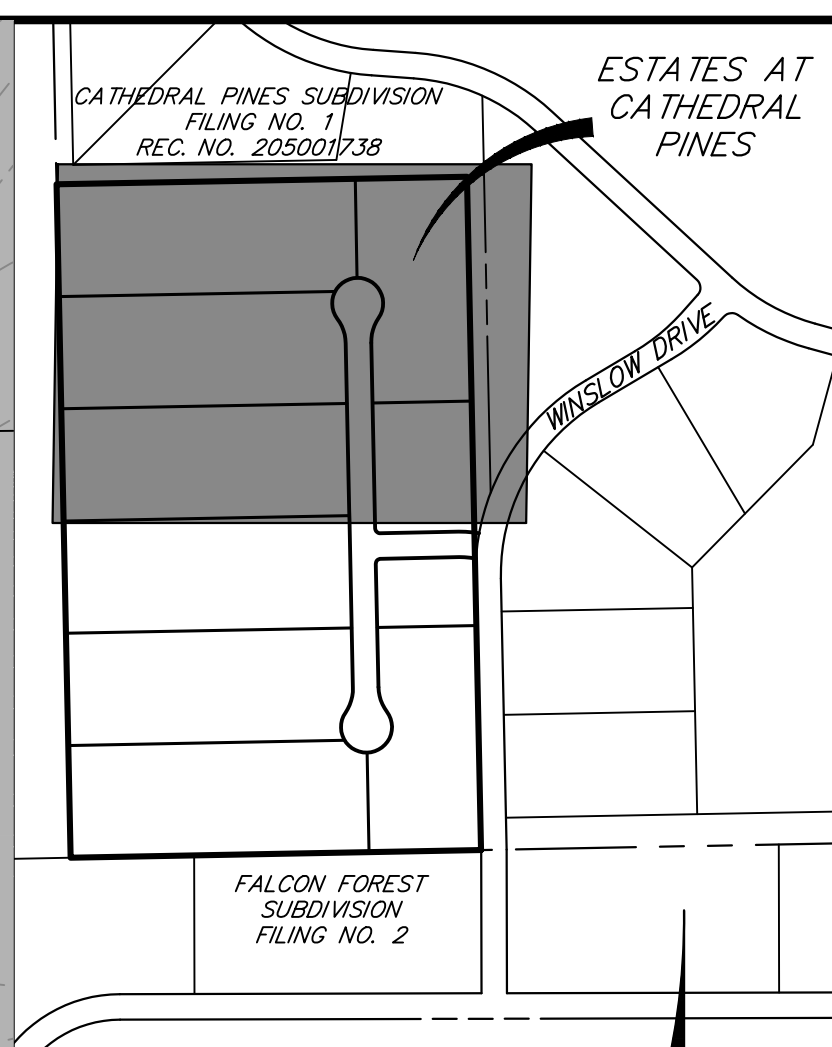 ESTATES AT
CATHEDRAL
PINES
CATHEDRAL PINES SUBDIVISION
FILING NO. 1
REC. NO. 205001738
WINSLOW DRIVE
FALCON FOREST
SUBDIVISION
FILING NO. 2